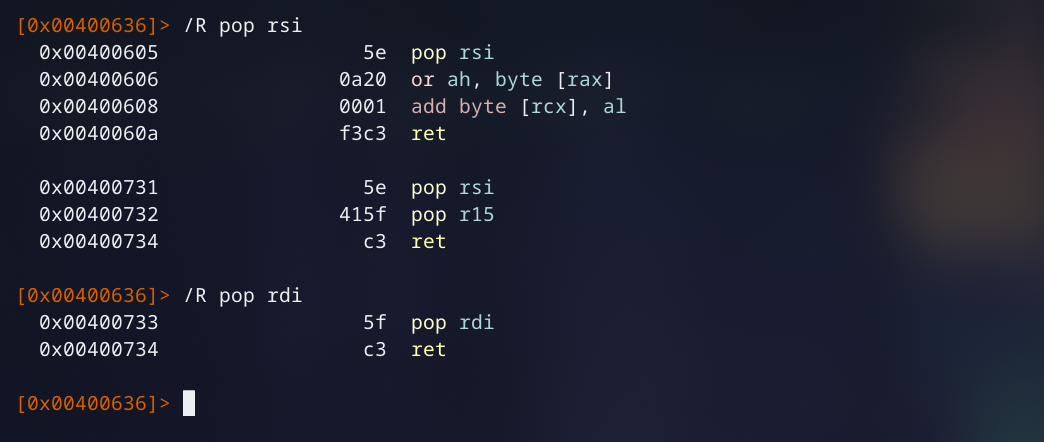 [0x00400636]> /R pop rsi
0x00400605 5e pop rsi
0x00400606 0a20 or ah, byte [rax]
0x00400608 0001 add byte [rcx], al
0x0040060a f3c3 ret
0x00400731 5e pop rsi
0x00400732 415f pop r15
0x00400734 c3 ret
[0x00400636]> /R pop rdi
0x00400733 5f pop rdi
0x00400734 c3 ret
[0x00400636]>